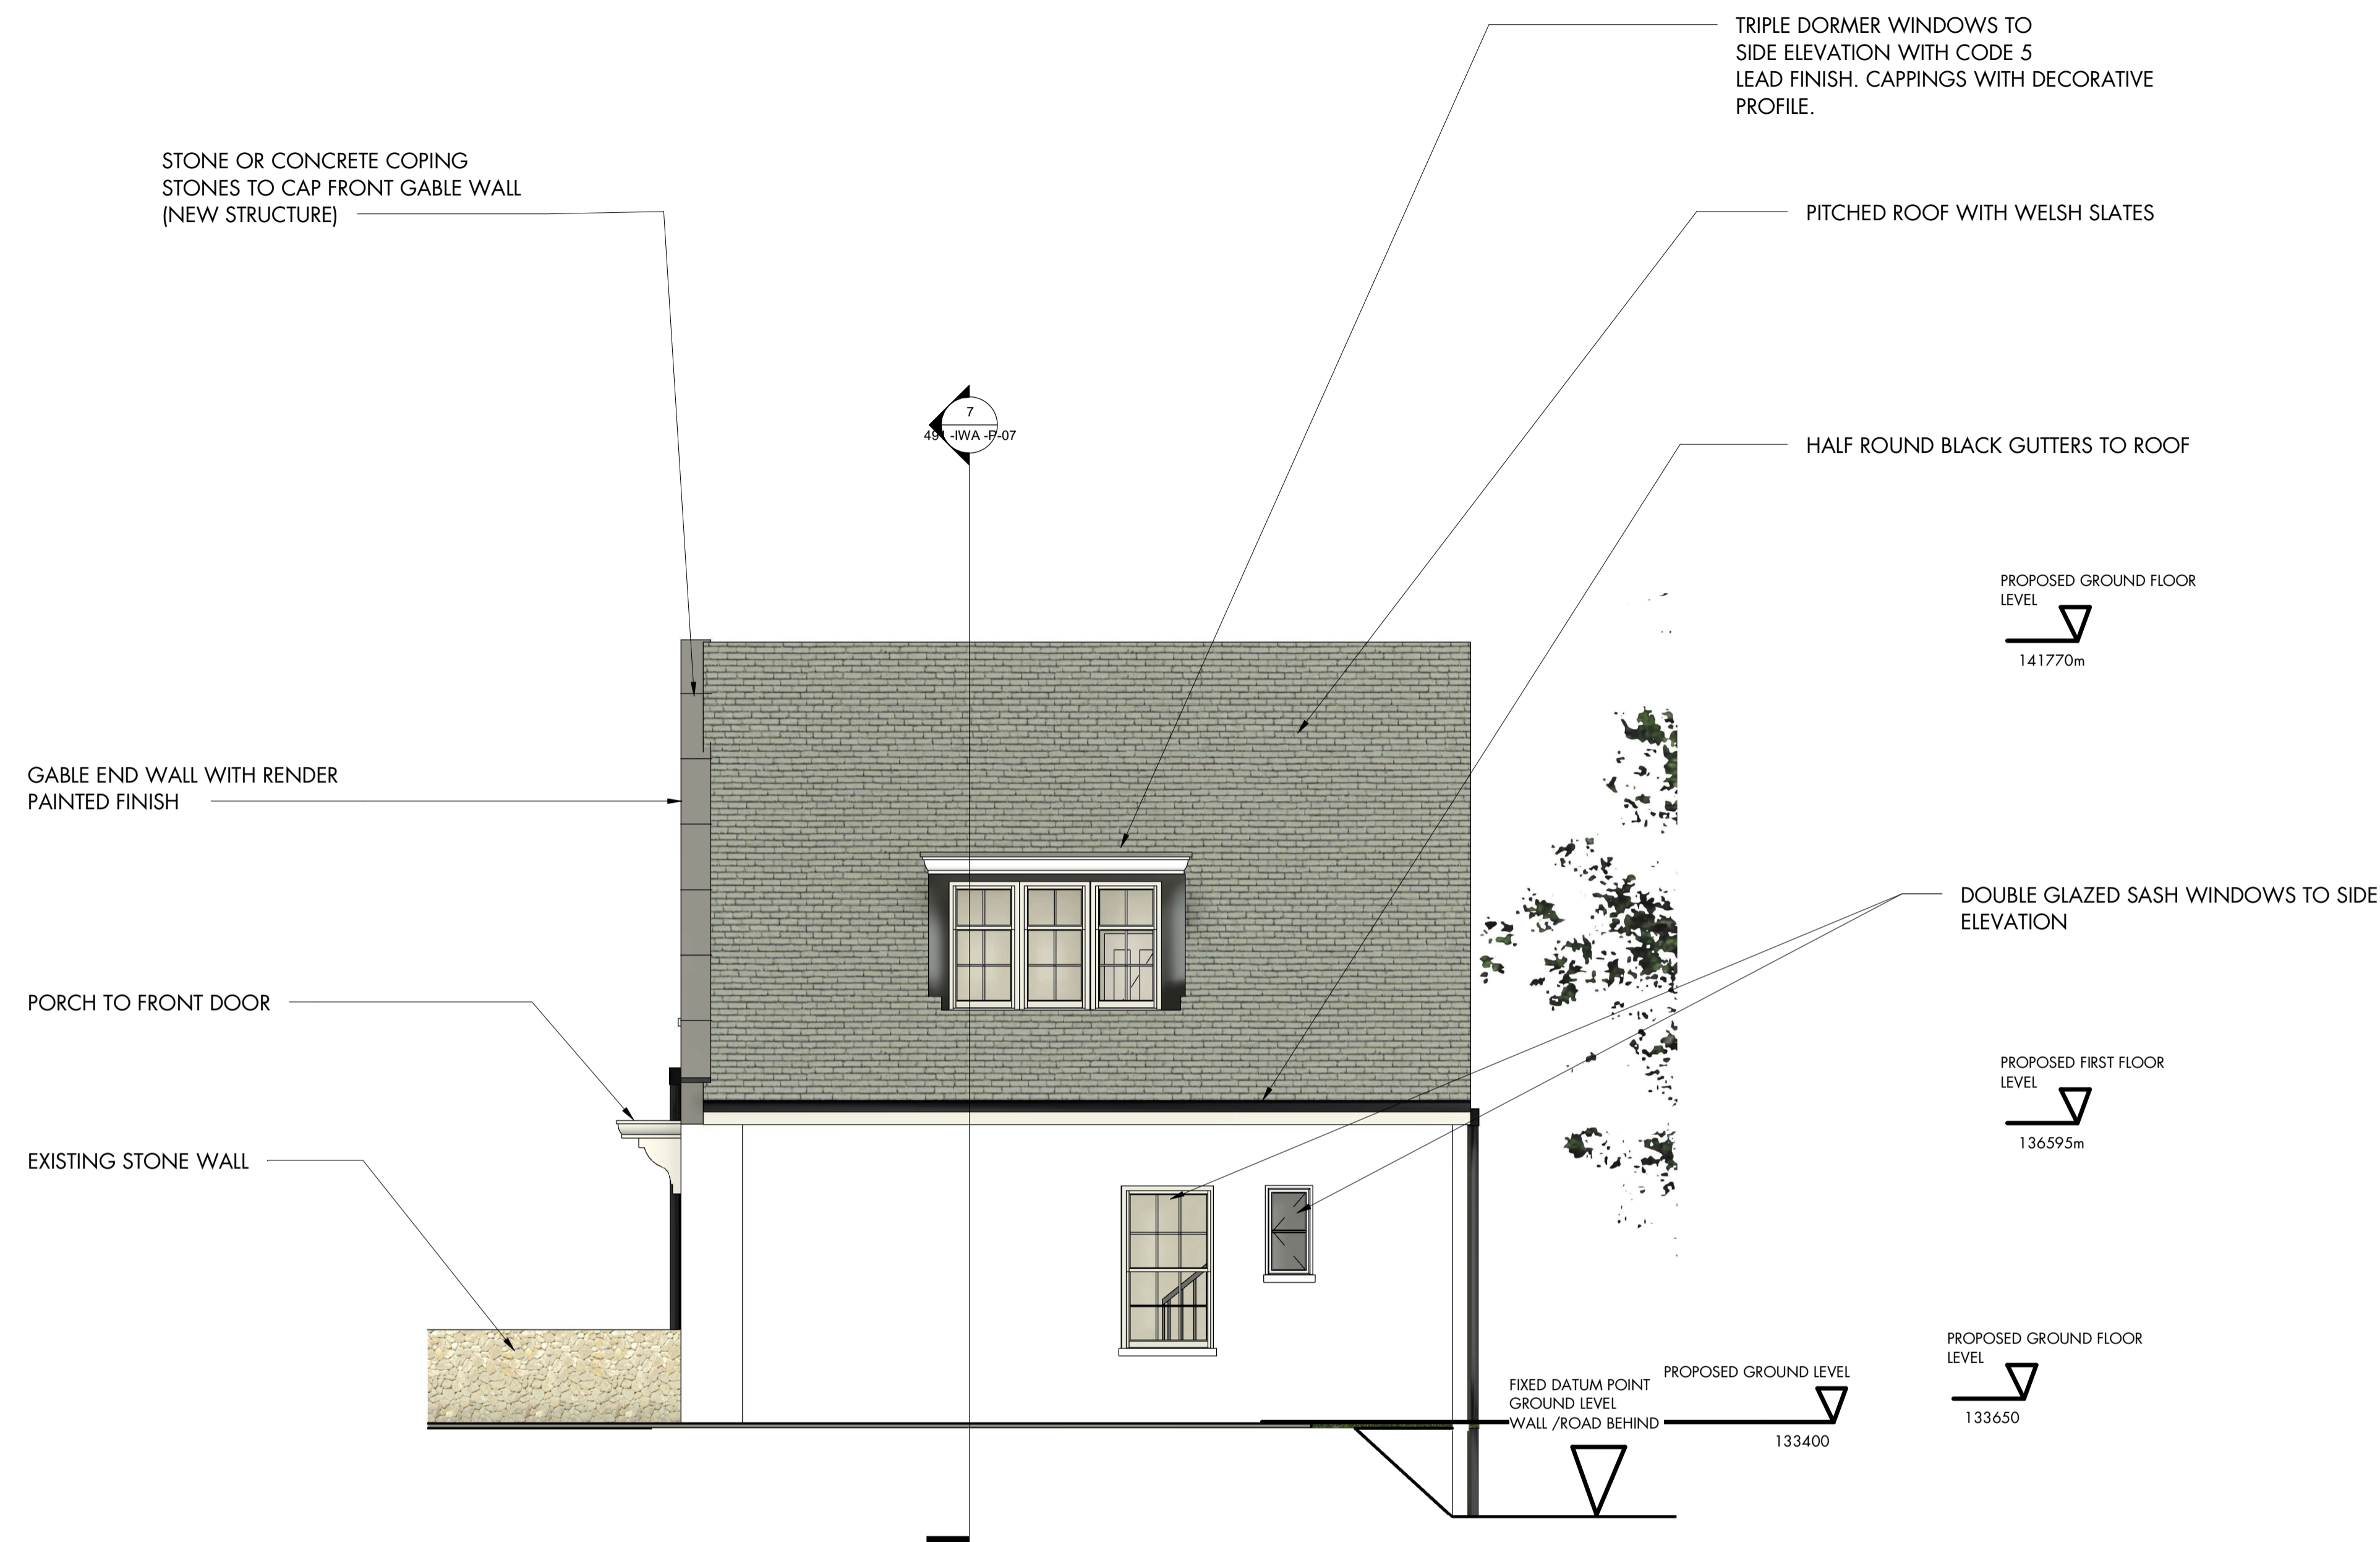 TRIPLE DORMER WINDOWS TO
SIDE ELEVATION WITH CODE 5
LEAD FINISH. CAPPINGS WITH DECORATIVE
PROFILE.
STONE OR CONCRETE COPING
STONES TO CAP FRONT GABLE WALL
(NEW STRUCTURE)
PITCHED ROOF WITH WELSH SLATES
7
-IWA -P-07
HALF ROUND BLACK GUTTERS TO ROOF
PROPOSED GROUND FLOOR
LEVEL
141770m
GABLE END WALL WITH RENDER
PAINTED FINISH
DOUBLE GLAZED SASH WINDOWS TO SIDE
ELEVATION
PORCH TO FRONT DOOR
PROPOSED FIRST FLOOR
LEVEL
136595m
EXISTING STONE WALL
PROPOSED GROUND FLOOR
LEVEL
133650
PROPOSED GROUND LEVEL
133400
FIXED DATUM POINT
GROUND LEVEL
WALL /ROAD BEHIND